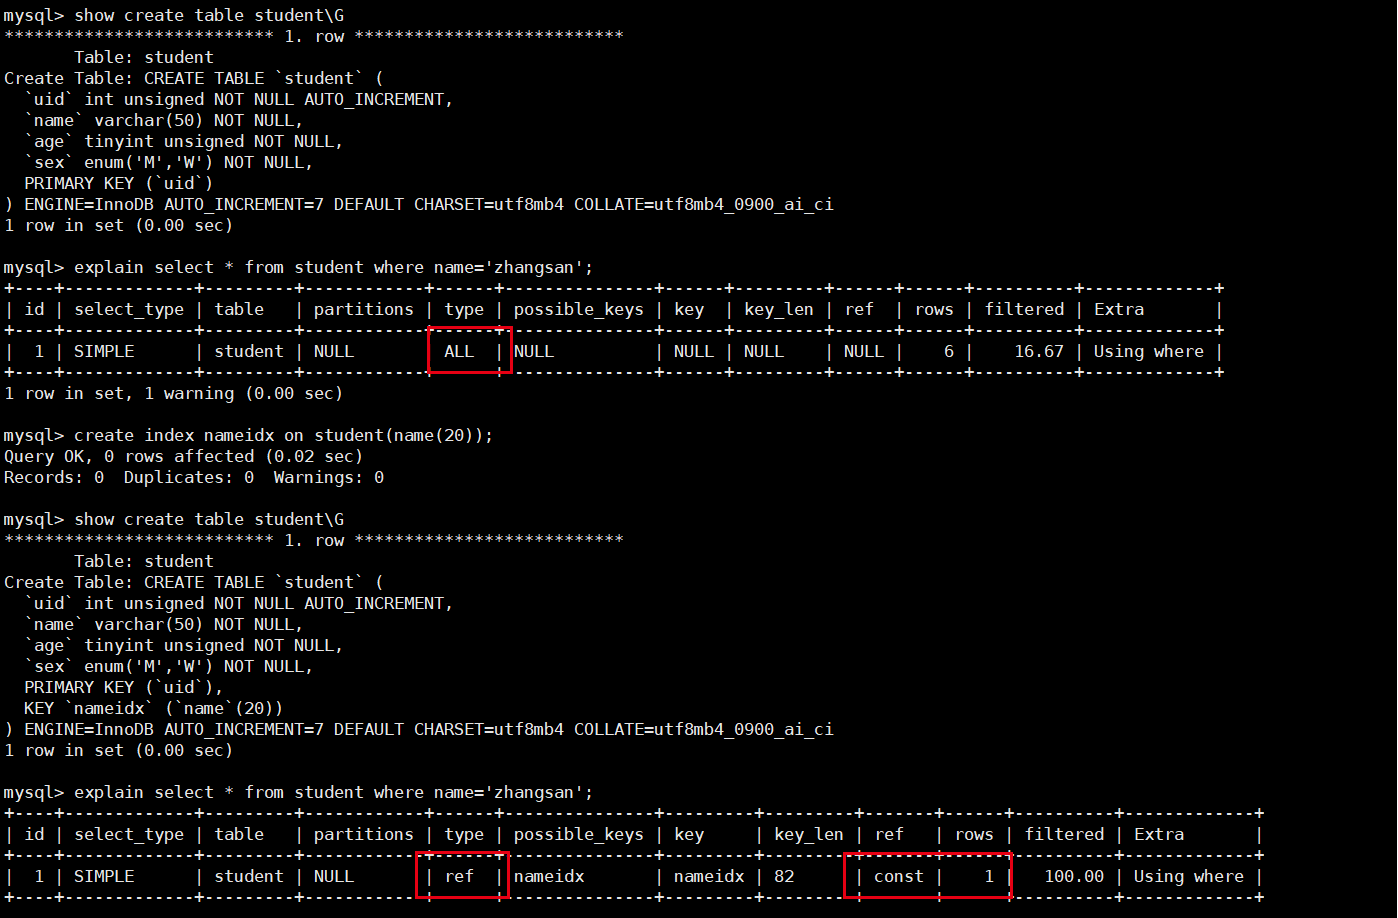 mysql> show create table student\G
*************************** 1. row ***************************
       Table: student
Create Table: CREATE TABLE `student` (
  `uid` int unsigned NOT NULL AUTO_INCREMENT,
  `name` varchar(50) NOT NULL,
  `age` tinyint unsigned NOT NULL,
  `sex` enum('M','W') NOT NULL,
  PRIMARY KEY (`uid`)
) ENGINE=InnoDB AUTO_INCREMENT=7 DEFAULT CHARSET=utf8mb4 COLLATE=utf8mb4_0900_ai_ci
1 row in set (0.00 sec)

mysql> explain select * from student where name='zhangsan';
+----+-------------+---------+------------+------+---------------+------+---------+------+------+----------+-------------+
| id | select_type | table   | partitions | type | possible_keys | key  | key_len | ref  | rows | filtered | Extra       |
+----+-------------+---------+------------+------+---------------+------+---------+------+------+----------+-------------+
|  1 | SIMPLE      | student | NULL       | ALL  | NULL          | NULL | NULL    | NULL |    6 |    16.67 | Using where |
+----+-------------+---------+------------+------+---------------+------+---------+------+------+----------+-------------+
1 row in set, 1 warning (0.00 sec)

mysql> create index nameidx on student(name(20));
Query OK, 0 rows affected (0.02 sec)
Records: 0  Duplicates: 0  Warnings: 0

mysql> show create table student\G
*************************** 1. row ***************************
       Table: student
Create Table: CREATE TABLE `student` (
  `uid` int unsigned NOT NULL AUTO_INCREMENT,
  `name` varchar(50) NOT NULL,
  `age` tinyint unsigned NOT NULL,
  `sex` enum('M','W') NOT NULL,
  PRIMARY KEY (`uid`),
  KEY `nameidx` (`name`(20))
) ENGINE=InnoDB AUTO_INCREMENT=7 DEFAULT CHARSET=utf8mb4 COLLATE=utf8mb4_0900_ai_ci
1 row in set (0.00 sec)

mysql> explain select * from student where name='zhangsan';
+----+-------------+---------+------------+------+---------------+---------+---------+-------+------+----------+-------------+
| id | select_type | table   | partitions | type | possible_keys | key     | key_len | ref   | rows | filtered | Extra       |
+----+-------------+---------+------------+------+---------------+---------+---------+-------+------+----------+-------------+
|  1 | SIMPLE      | student | NULL       | ref  | nameidx       | nameidx | 82      | const |    1 |   100.00 | Using where |
+----+-------------+---------+------------+------+---------------+---------+---------+-------+------+----------+-------------+